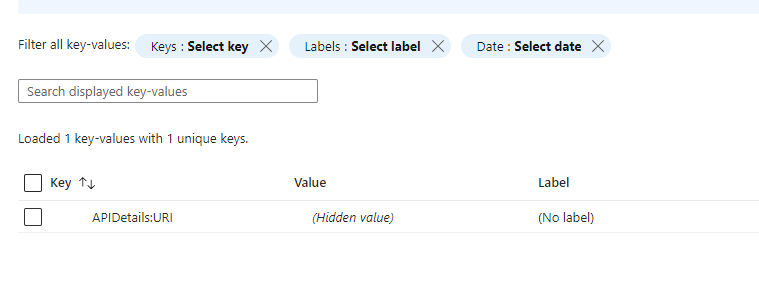 Filter all key-values: Keys : Select key Labels : Select label Date : Select date
Search displayed key-values
Loaded 1 key-values with 1 unique keys.
Key Value Label
APIDetails:URI (Hidden value) (No label)